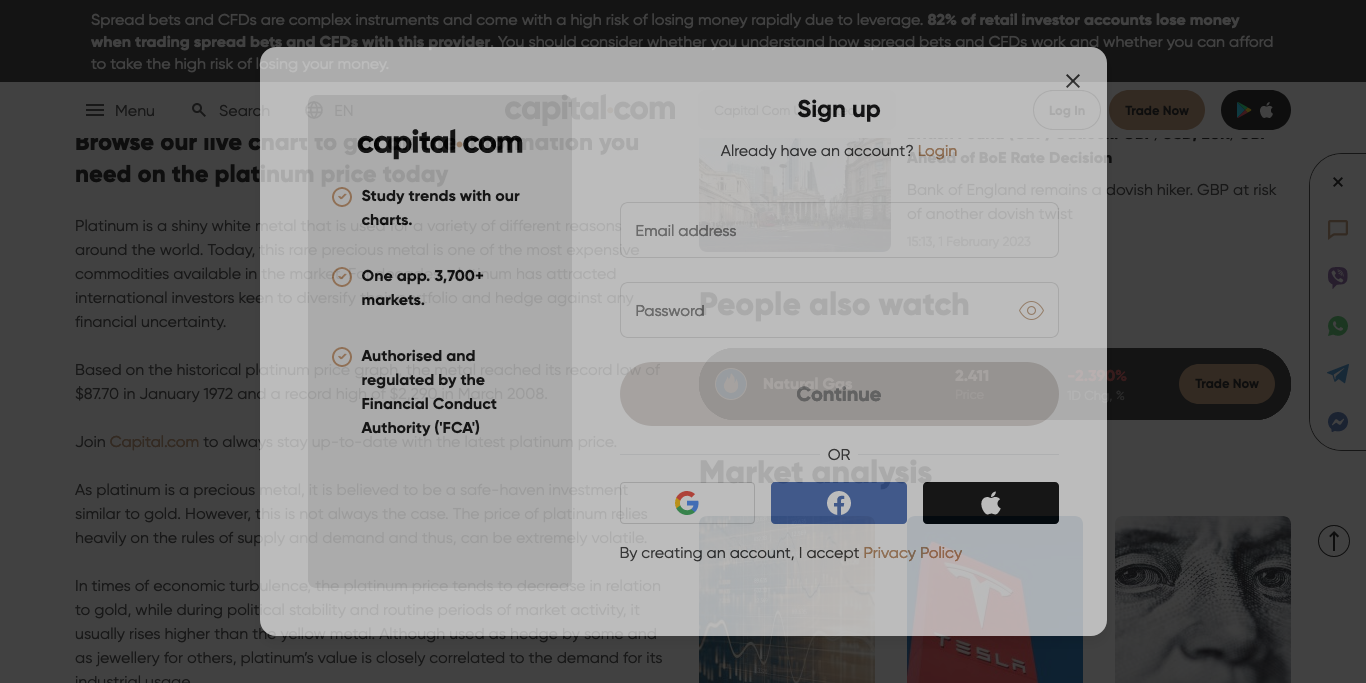 Spread bets and CFDs are complex instruments and come with a high risk of losing money rapidly due to leverage. 82% of retail investor accounts lose money
when trading spread bets and CFDs with this provider. You should consider whether you understand how spread bets and CFDs work and whether you can afford
to take the high risk of losing your money.
Menu
Search
EN
capital.com
Capital Com
Log In
Trade Now
Browse our live chart to g mation you
need on the platinum price today
Platinum is a shiny white metal that is used for a variety of different reasons
around the world. Today, this rare precious metal is one of the most expensive
commodities available in the market. platinum has attracted
international investors keen to diversify their portfolio and hedge against any
financial uncertainty.
Based on the historical platinum price graph, the metal reached its record low of
$87.70 in January 1972 and a record high of $2,290 in March 2008.
Join Capital.com to always stay up-to-date with the latest platinum price.
As platinum is a precious metal, it is believed to be a safe-haven investment
similar to gold. However, this is not always the case. The price of platinum relies
heavily on the rules of supply and demand and thus, can be extremely volatile.
In times of economic turbulence, the platinum price tends to decrease in relation
to gold, while during political stability and routine periods of market activity, it
usually rises higher than the yellow metal. Although used as hedge by some and
as jewellery for others, platinum's value is closely correlated to the demand for its
industrial usage.
capital.com
Study trends with our
charts.
One app. 3,700+
markets.
Authorised and
regulated by the
Financial Conduct
Authority ('FCA')
Sign up
Already have an account? Login
Email address
Password
Continue
OR
By creating an account, I accept Privacy Policy
Ahead of BoE Rate Decision
Bank of England remains a dovish hiker. GBP at risk
of another dovish twist
15:13, 1 February 2023
People also watch
Natural Gas
2.411
Price
-2.390%
1D Chg, %
Trade Now
Market analysis
TESLA